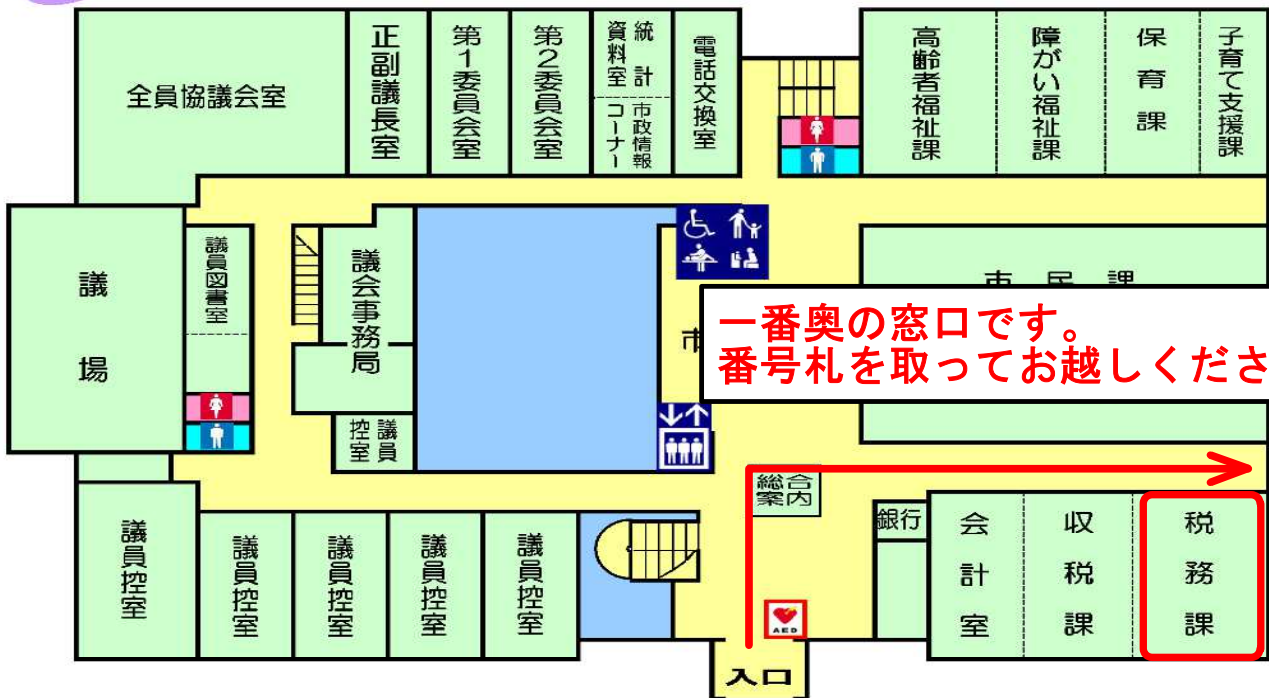 全員協議会室
正副議長室
第1委員会室
第2委員会室
統計
資料室
市政情報
コーナー
電話交換室
高齢者福祉課
障がい福祉課
保育課
子育て支援課
議場
議員図書室
議会事務局
議員
控室
市民課
市
一番奥の窓口です。
番号札を取ってお越しくださ
総合
案内
銀行
会計室
収税課
税務課
議員控室
議員控室
議員控室
議員控室
議員控室
AED
入口